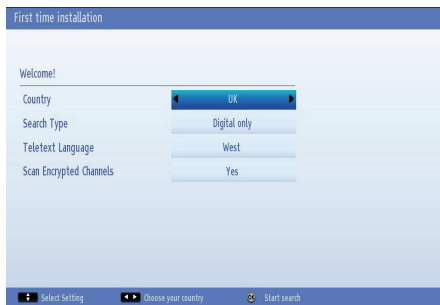 First time installation
Welcome!
Country UK
Search Type Digital only
Teletext Language West
Scan Encrypted Channels Yes
Select Setting Choose your country OK Start search